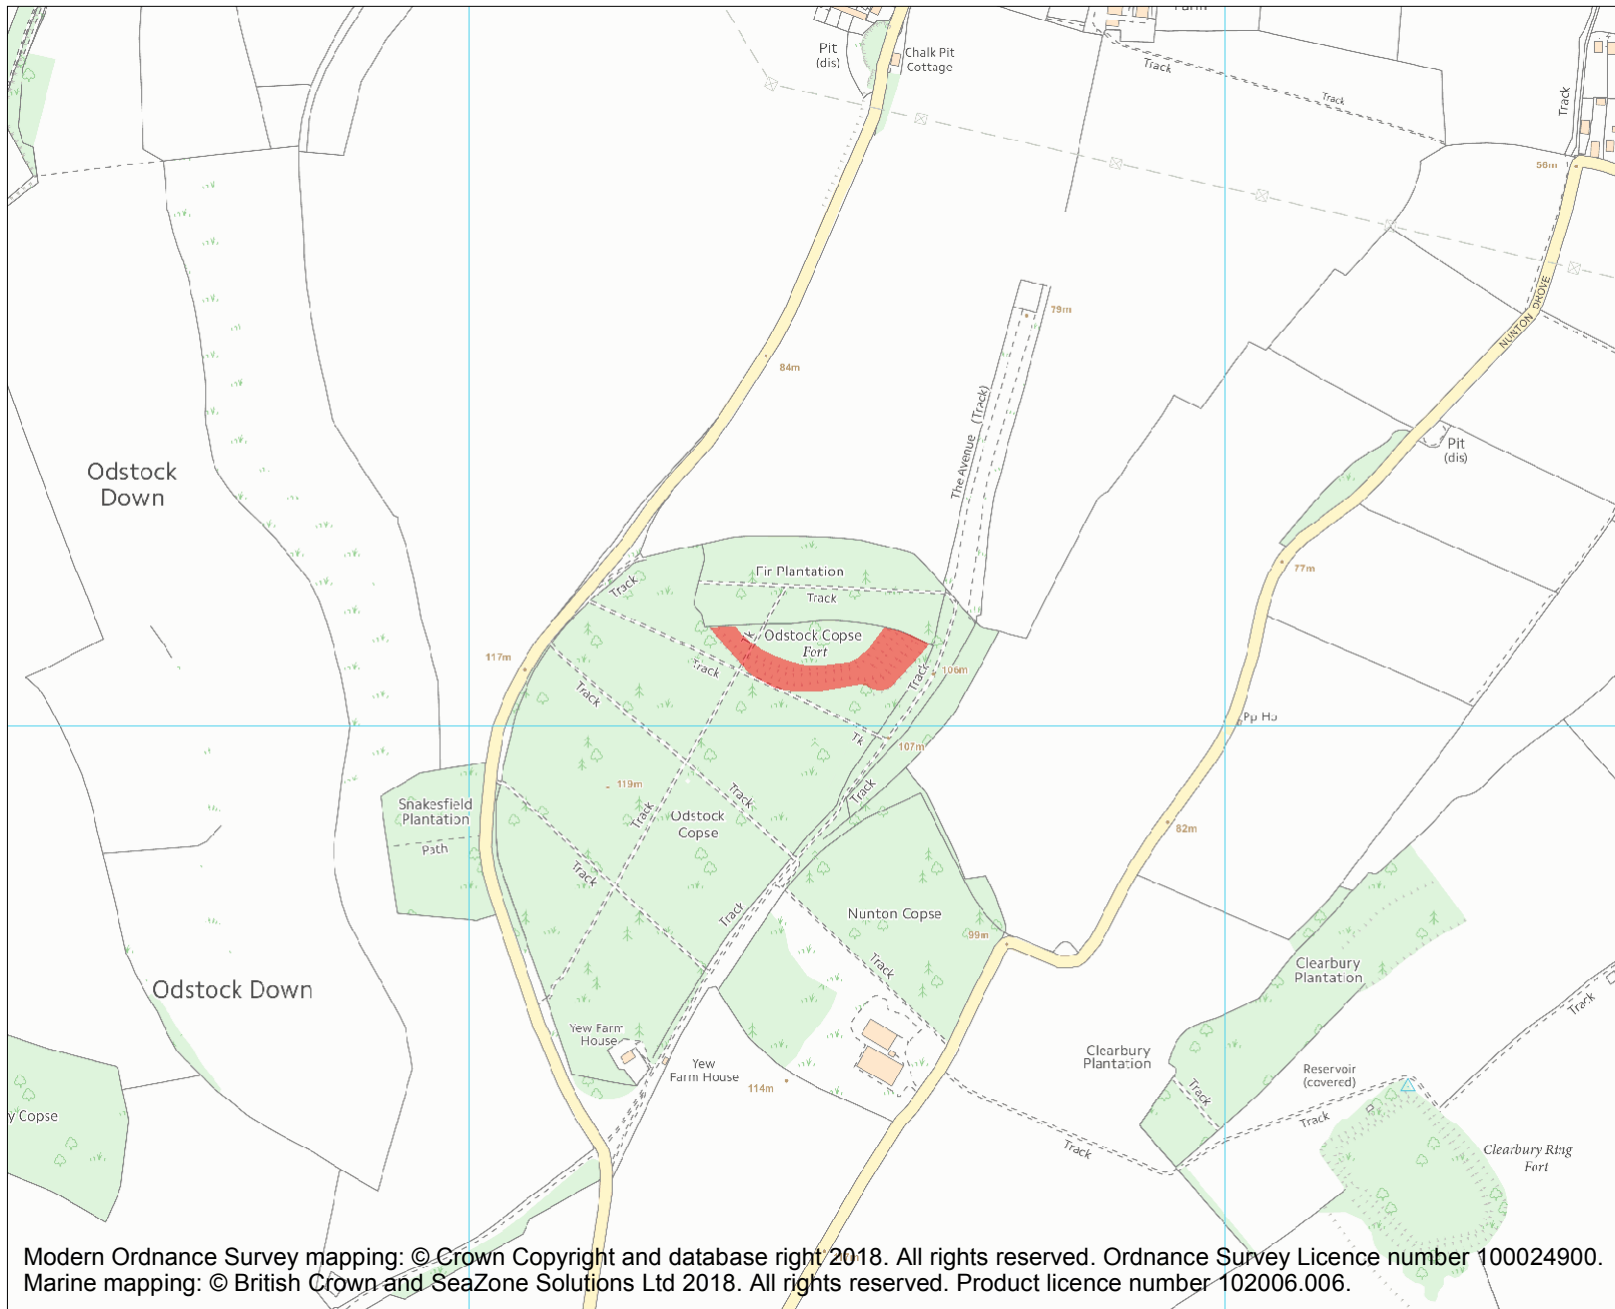 Pit
(dis)
Chalk Pit
Cottage
Track
Track
Track
56m
79m
NUNTON DROVE
84m
The Avenue (Track)
Pit
(dis)
Odstock
Down
77m
Fir Plantation
Track
Track
Odstock Copse
Fort
117m
Track
106m
Track
Track
Tk
107m
119m
Track
Track
Track
Snakesfield
Plantation
Path
Odstock
Copse
82m
Track
Track
Nunton Copse
99m
Track
Clearbury
Plantation
Odstock Down
Track
Yew Farm
House
Yew
Farm House
114m
Clearbury
Plantation
Reservoir
(covered)
Track
Track
Track
y Copse
Clearbury Ring
Fort
Modern Ordnance Survey mapping: © Crown Copyright and database right 2018. All rights reserved. Ordnance Survey Licence number 100024900.
Marine mapping: © British Crown and SeaZone Solutions Ltd 2018. All rights reserved. Product licence number 102006.006.